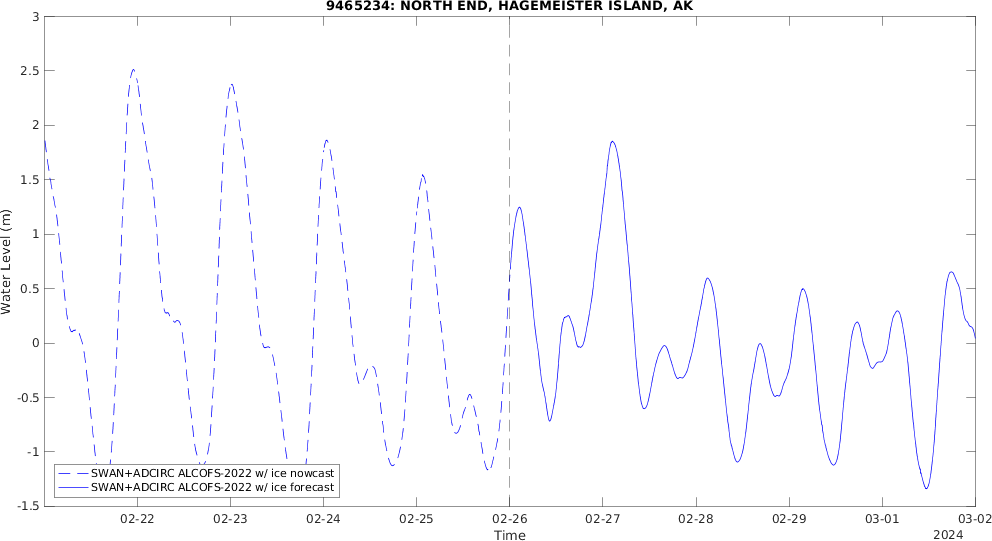 9465234: NORTH END, HAGEMEISTER ISLAND, AK
3
2.5
2
1.5
1
0.5
0
-0.5
-1
-1.5
Water Level (m)
SWAN+ADCIRC ALCOFS-2022 w/ ice nowcast
SWAN+ADCIRC ALCOFS-2022 w/ ice forecast
02-22 02-23 02-24 02-25 02-26 02-27 02-28 02-29 03-01 03-02
Time
2024